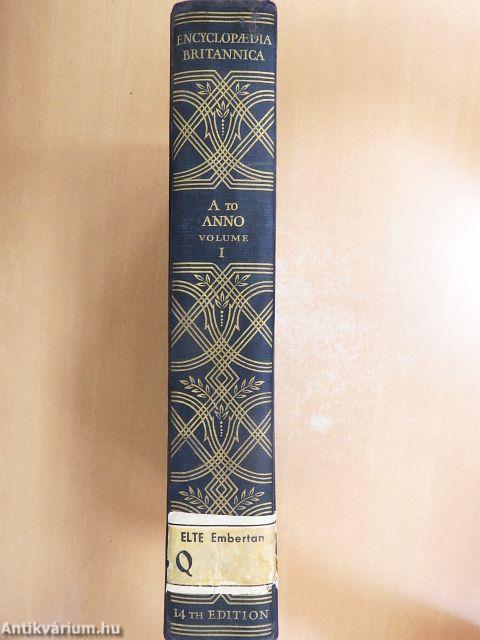 ENCYCLOPÆDIA
BRITANNICA
A TO
ANNO
VOLUME
I
ELTE Embertan
Q
14TH EDITION
Antikvárium.hu